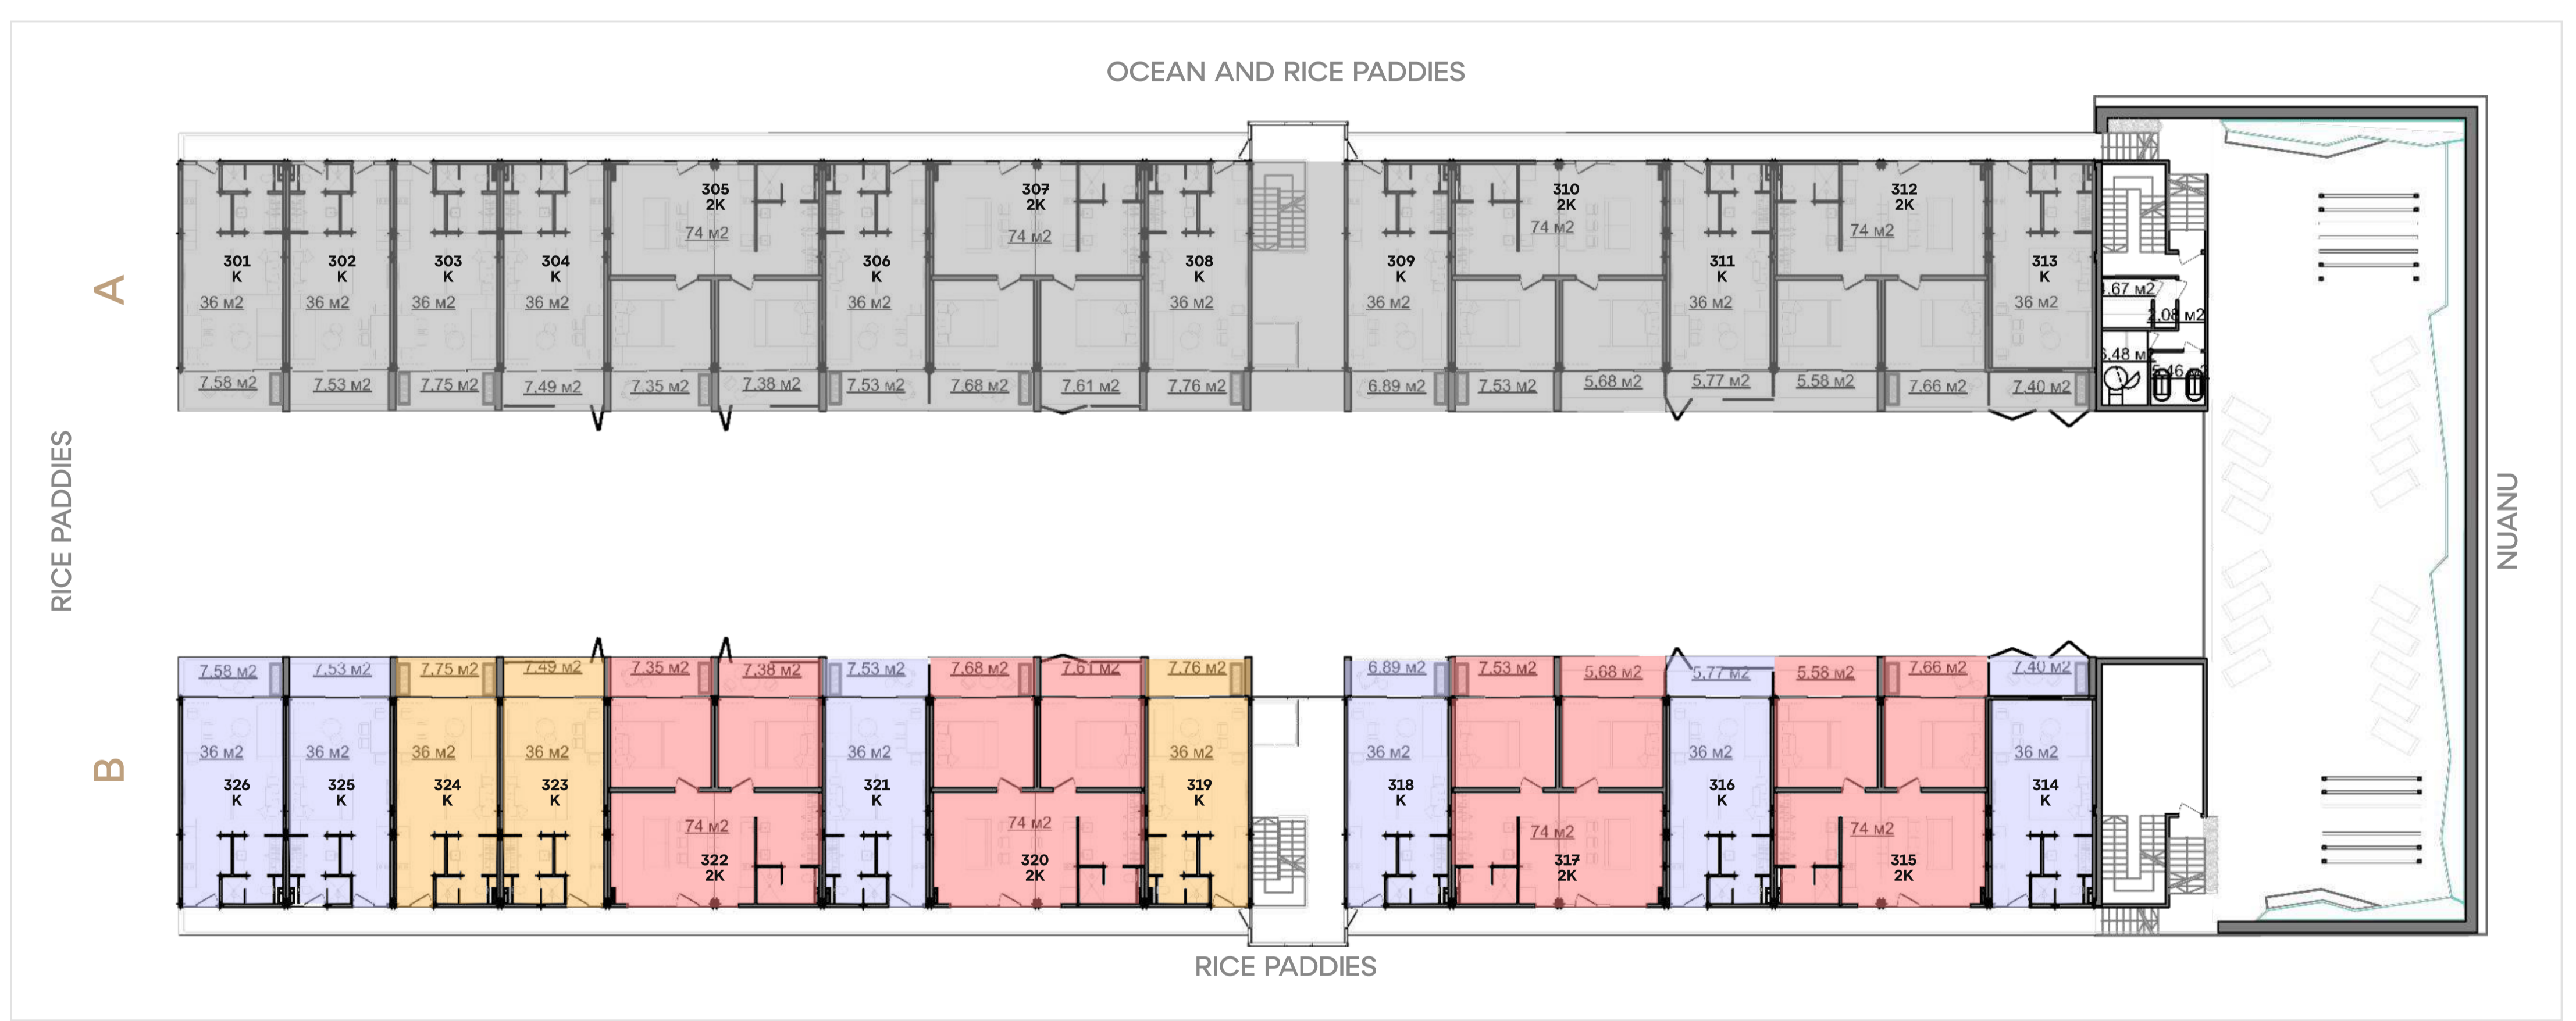 OCEAN AND RICE PADDIES
A
301
K
36 м2
7.58 м2
302
K
36 м2
7.53 м2
303
K
36 м2
7.75 м2
304
K
36 м2
7.49 м2
305
2K
74 м2
7.35 м2
7.38 м2
306
K
36 м2
7.53 м2
307
2K
74 м2
7.68 м2
7.61 м2
308
K
36 м2
7.76 м2
309
K
36 м2
6.89 м2
310
2K
74 м2
7.53 м2
5.68 м2
311
K
36 м2
5.77 м2
312
2K
74 м2
5.58 м2
7.66 м2
313
K
36 м2
7.40 м2
2.08 м2
RICE PADDIES
NUANU
B
7.58 м2
36 м2
326
K
7.53 м2
36 м2
325
K
7.75 м2
36 м2
324
K
7.49 м2
36 м2
323
K
7.35 м2
7.38 м2
74 м2
322
2K
7.53 м2
36 м2
321
K
7.68 м2
7.61 м2
74 м2
320
2K
7.76 м2
36 м2
319
K
6.89 м2
36 м2
318
K
7.53 м2
5.68 м2
74 м2
317
2K
5.77 м2
36 м2
316
K
5.58 м2
7.66 м2
74 м2
315
2K
7.40 м2
36 м2
314
K
RICE PADDIES